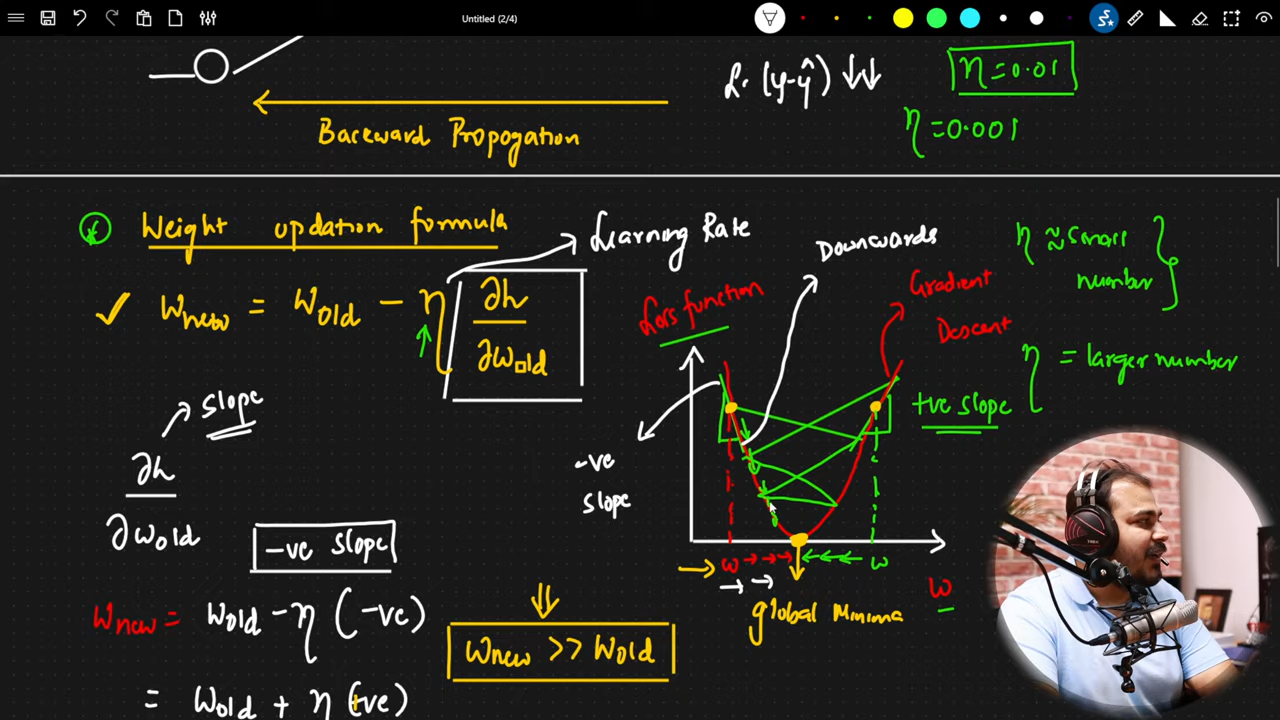 Untitled (2/4)
L: (y-ŷ) ↓↓
η=0.01
η=0.001
Backward Propogation
Weight updation formula
Learning Rate
✓ Wnew = Wold - η ∂h/∂wold
Loss function
Downwards
Gradient
Descent
η ≈ small
number
η = larger number
+ve slope
-ve
slope
slope
∂h/∂wold
-ve slope
w
w
w
global Minima
Wnew = Wold - η (-ve)
Wnew >> Wold
= Wold + η (+ve)